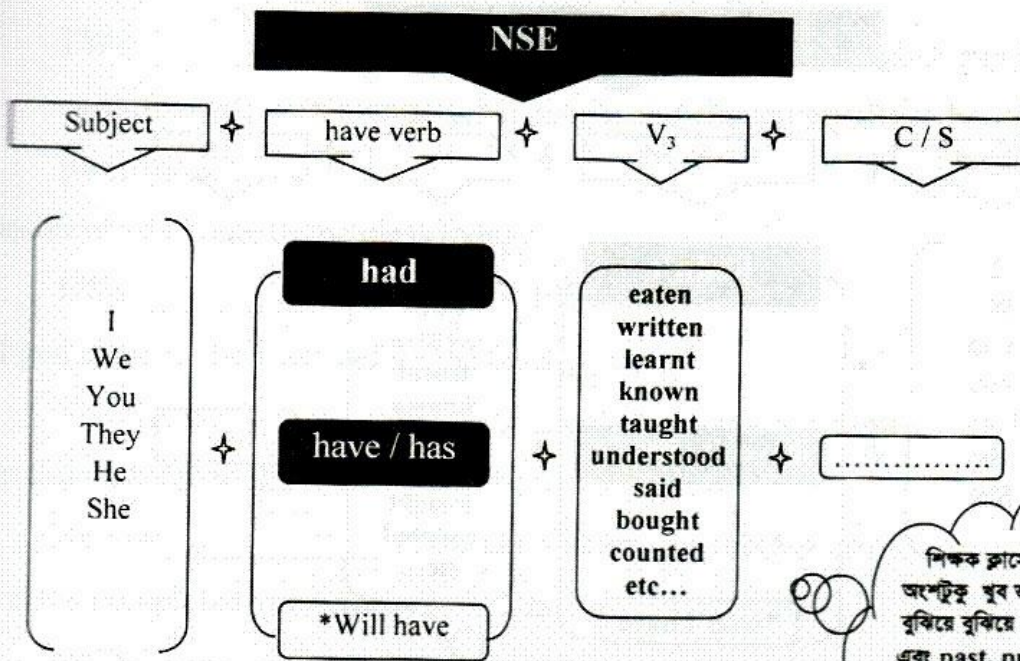 NSE
Subject + have verb + V₃ + C / S
I
We
You
They
He
She
+
had
have / has
*Will have
+
eaten
written
learnt
known
taught
understood
said
bought
counted
etc...
+
...............
শিক্ষক
অংশটুকু খুব
বুঝিয়ে বুঝিয়ে
এবং past